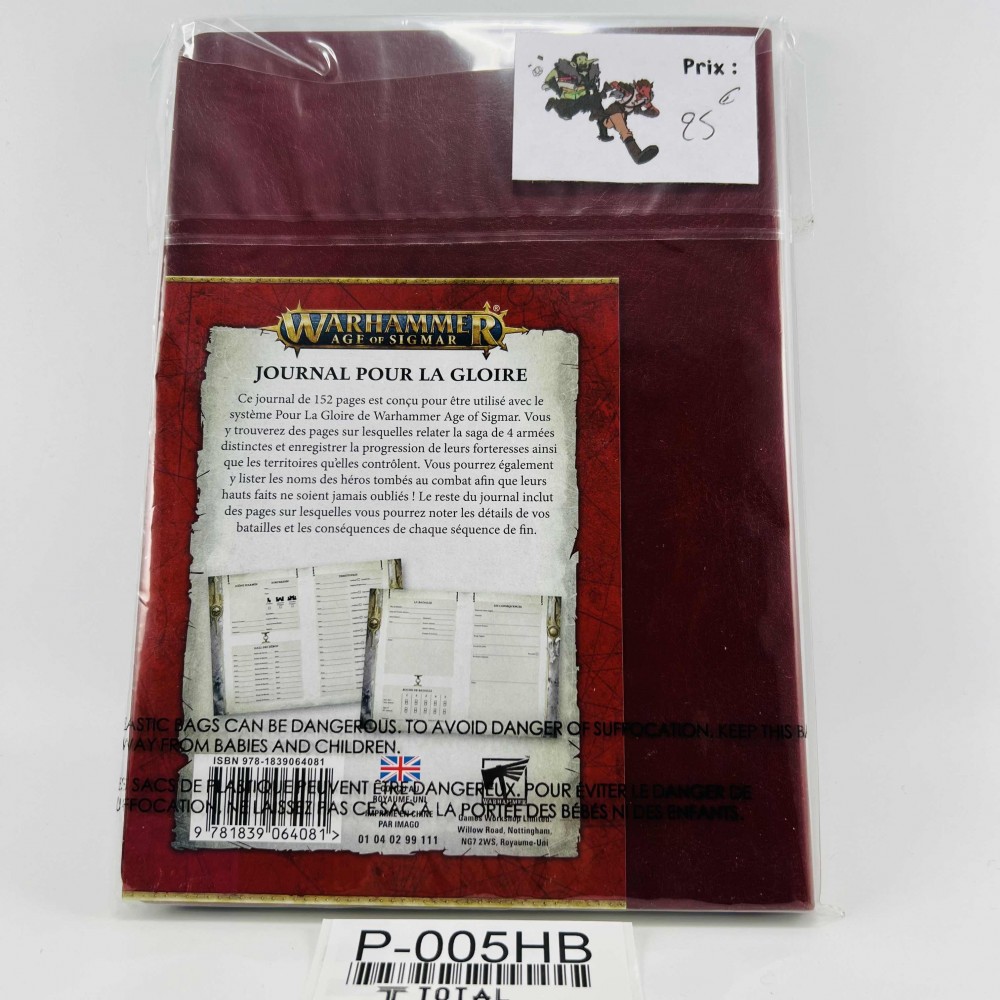 Prix :
25 €
WARHAMMER®
AGE OF SIGMAR
JOURNAL POUR LA GLOIRE
Ce journal de 152 pages est conçu pour être utilisé avec le
système Pour La Gloire de Warhammer Age of Sigmar. Vous
y trouverez des pages sur lesquelles relater la saga de 4 armées
distinctes et enregistrer la progression de leurs forteresses ainsi
que les territoires qu'elles contrôlent. Vous pourrez également
y lister les noms des héros tombés au combat afin que leurs
hauts faits ne soient jamais oubliés ! Le reste du journal inclut
des pages sur lesquelles vous pourrez noter les détails de vos
batailles et les conséquences de chaque séquence de fin.
PLASTIC BAGS CAN BE DANGEROUS. TO AVOID DANGER OF SUFFOCATION, KEEP THIS BA
WAY FROM BABIES AND CHILDREN.
SACS DE PLASTIQUE PEUVENT ÊTRE DANGEREUX. POUR ÉVITER LE DANGER DE
UFFOCATION, NE LAISSEZ PAS CE SAC À LA PORTÉE DES BÉBÉS NI DES ENFANTS.
ISBN 978-1839064081
9 781839 064081 >
ROYAUME-UNI
IMPRIMÉ EN CHINE
PAR IMAGO
01 04 02 99 111
WARHAMMER
Games Workshop Limited.
Willow Road, Nottingham,
NG7 2WS, Royaume-Uni
P-005HB
TOTAL